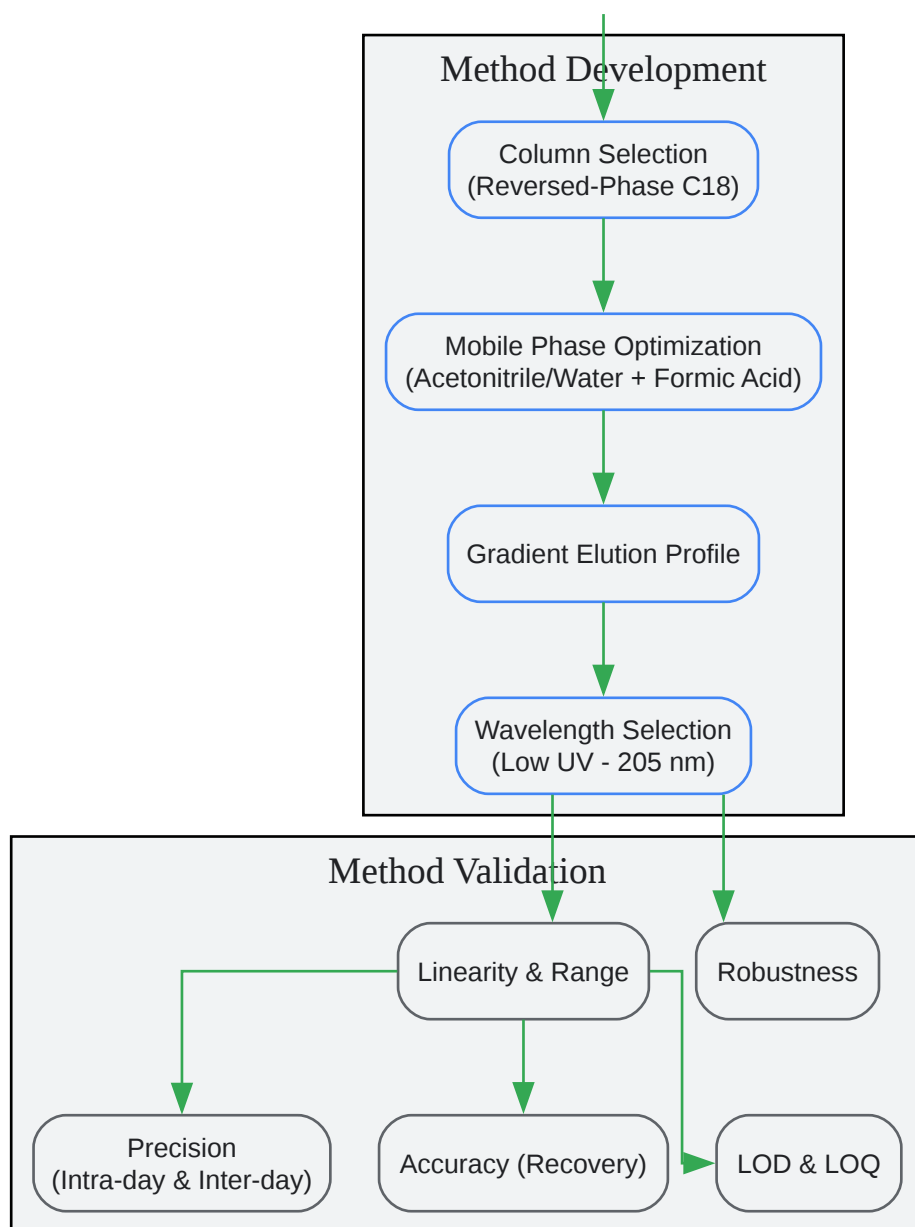 Method Development
Column Selection
(Reversed-Phase C18)
Mobile Phase Optimization
(Acetonitrile/Water + Formic Acid)
Gradient Elution Profile
Wavelength Selection
(Low UV - 205 nm)
Method Validation
Linearity & Range
Robustness
Precision
(Intra-day & Inter-day)
Accuracy (Recovery)
LOD & LOQ